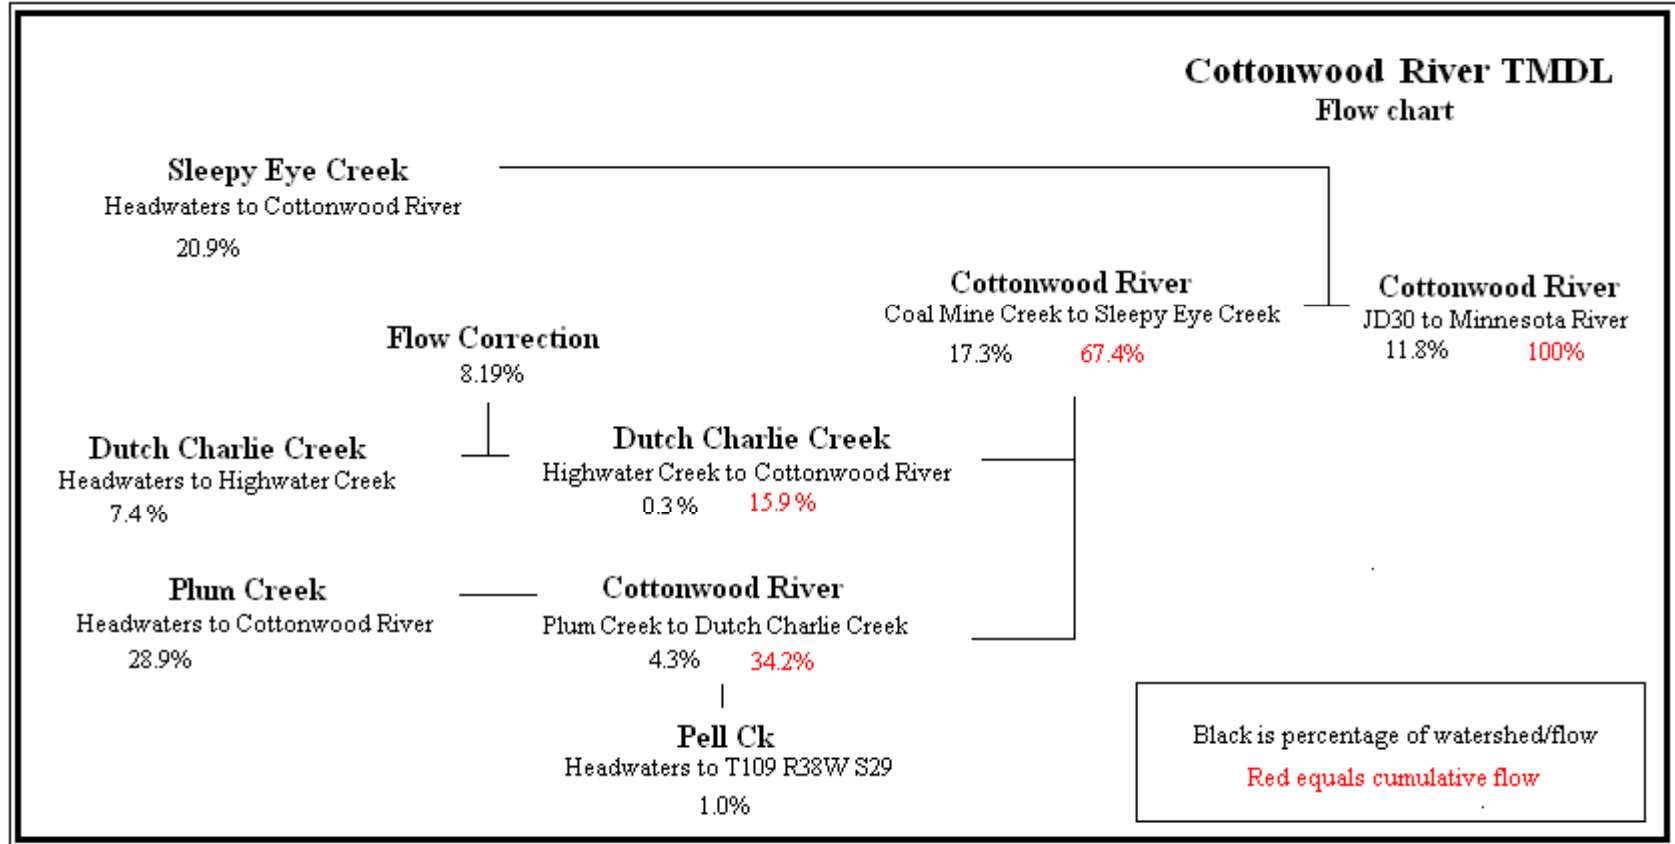 Cottonwood River TMDL
Flow chart
Sleepy Eye Creek
Headwaters to Cottonwood River
20.9%
Cottonwood River
Coal Mine Creek to Sleepy Eye Creek
17.3% 67.4%
Cottonwood River
JD30 to Minnesota River
11.8% 100%
Flow Correction
8.19%
Dutch Charlie Creek
Headwaters to Highwater Creek
7.4 %
Dutch Charlie Creek
Highwater Creek to Cottonwood River
0.3 % 15.9 %
Plum Creek
Headwaters to Cottonwood River
28.9%
Cottonwood River
Plum Creek to Dutch Charlie Creek
4.3% 34.2%
Pell Ck
Headwaters to T109 R38W S29
1.0%
Black is percentage of watershed/flow
Red equals cumulative flow